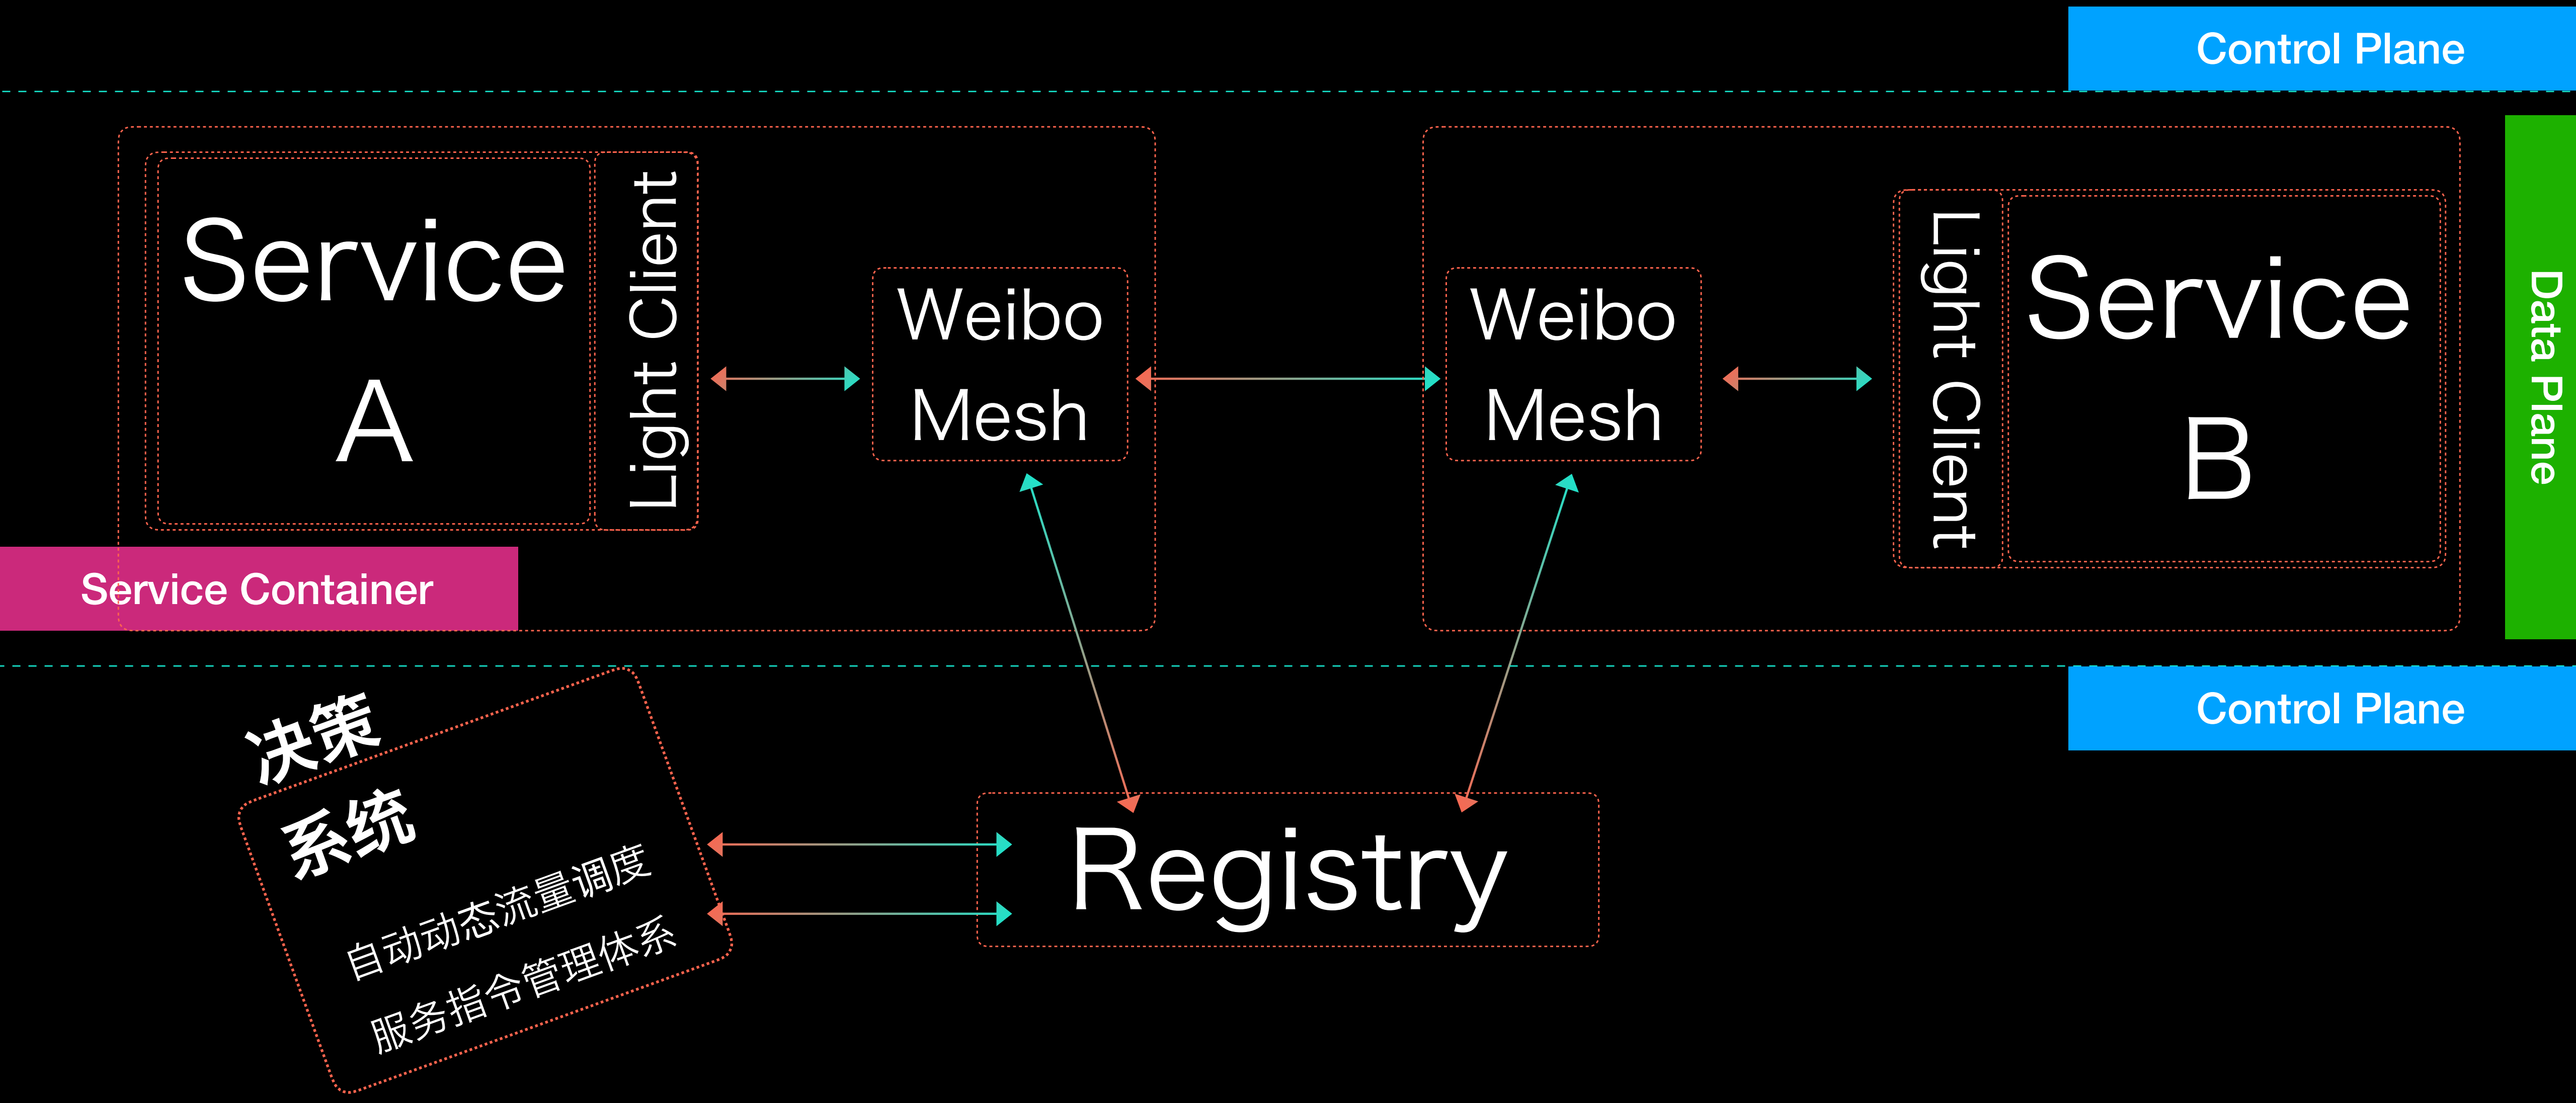 Control Plane
Service
A
Light Client
Weibo
Mesh
Weibo
Mesh
Light Client
Service
B
Data Plane
Service Container
Control Plane
决策
系统
自动动态流量调度
服务指令管理体系
Registry